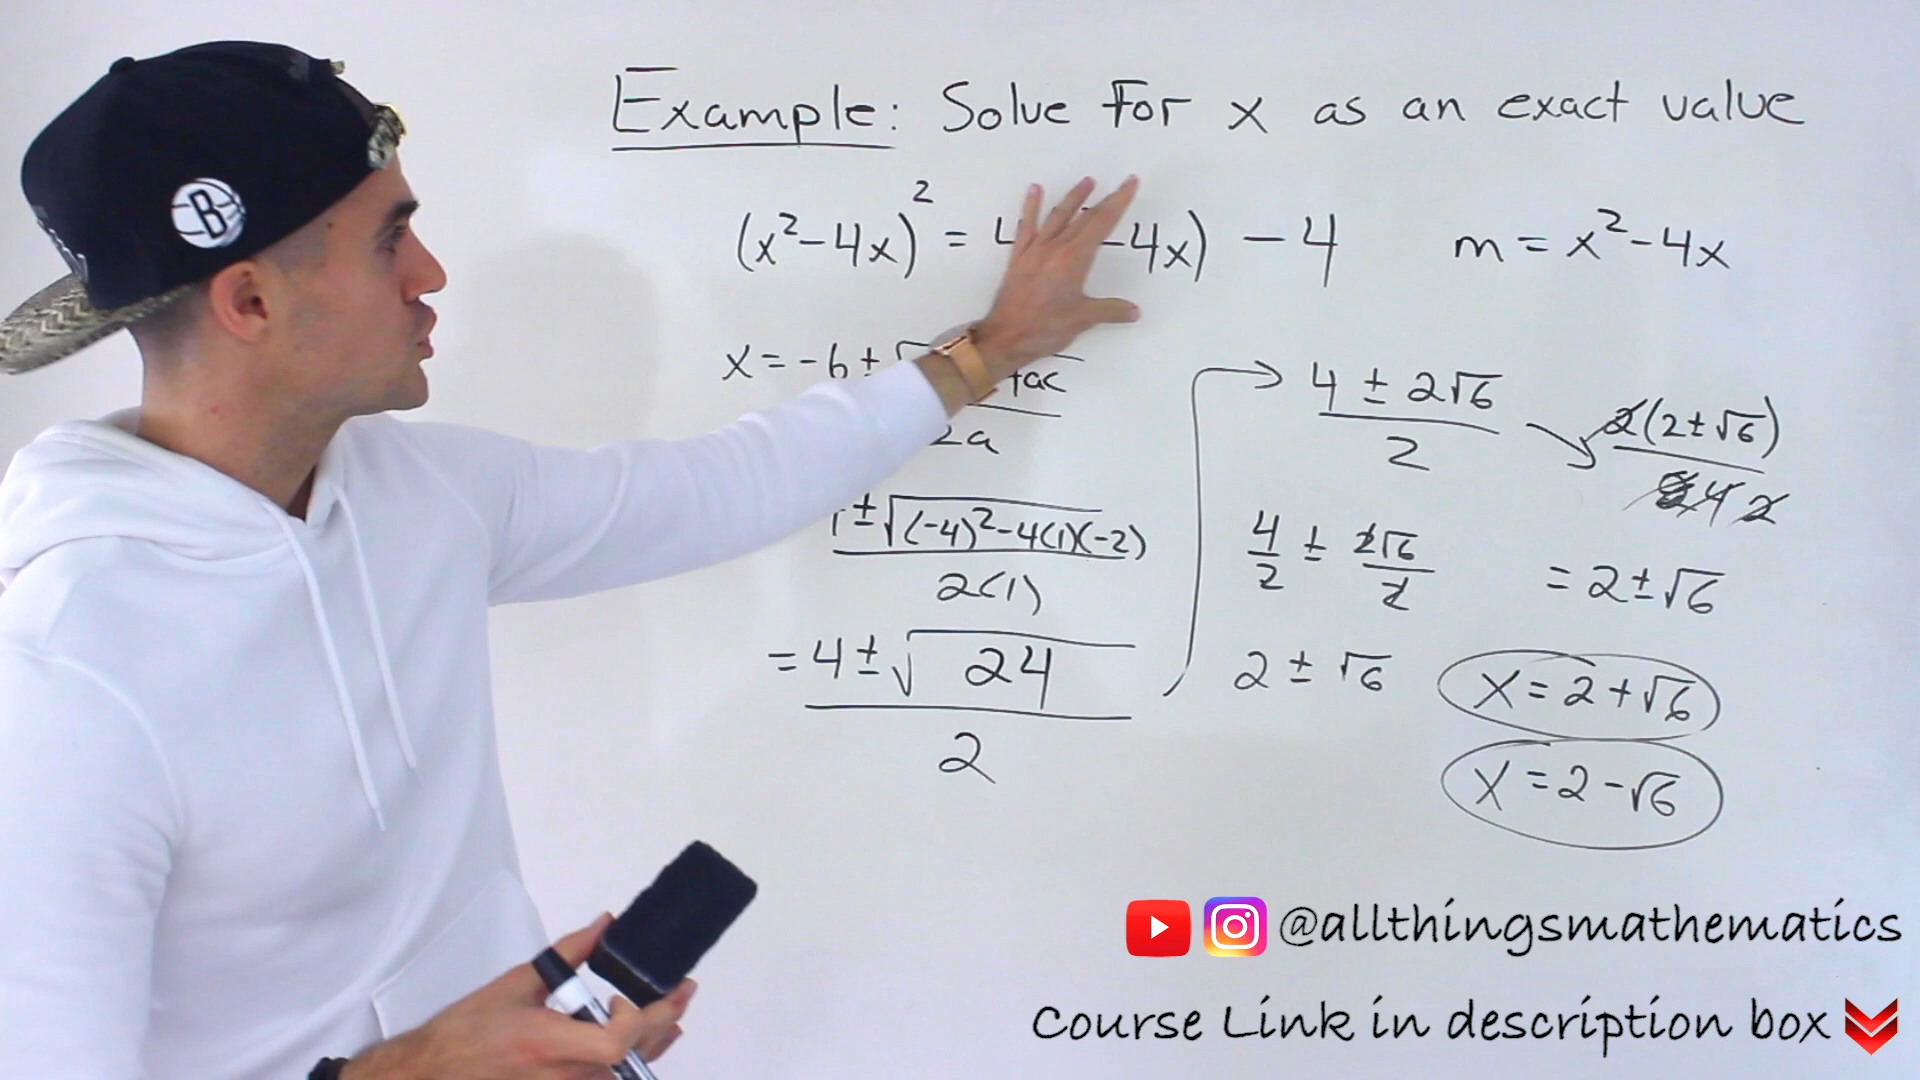 Example: Solve for x as an exact value
(x²-4x)² = 4 -4x) - 4 m = x²-4x
x = -b ± 4ac
2a
± √(-4)²-4(1)(-2)
2(1)
= 4 ± √24
2
4 ± 2√6
2
2(2±√6)
2
4/2 ± 2√6/2
= 2±√6
2 ± √6
x = 2+√6
x = 2-√6
B
@allthingsmathematics
Course Link in description box